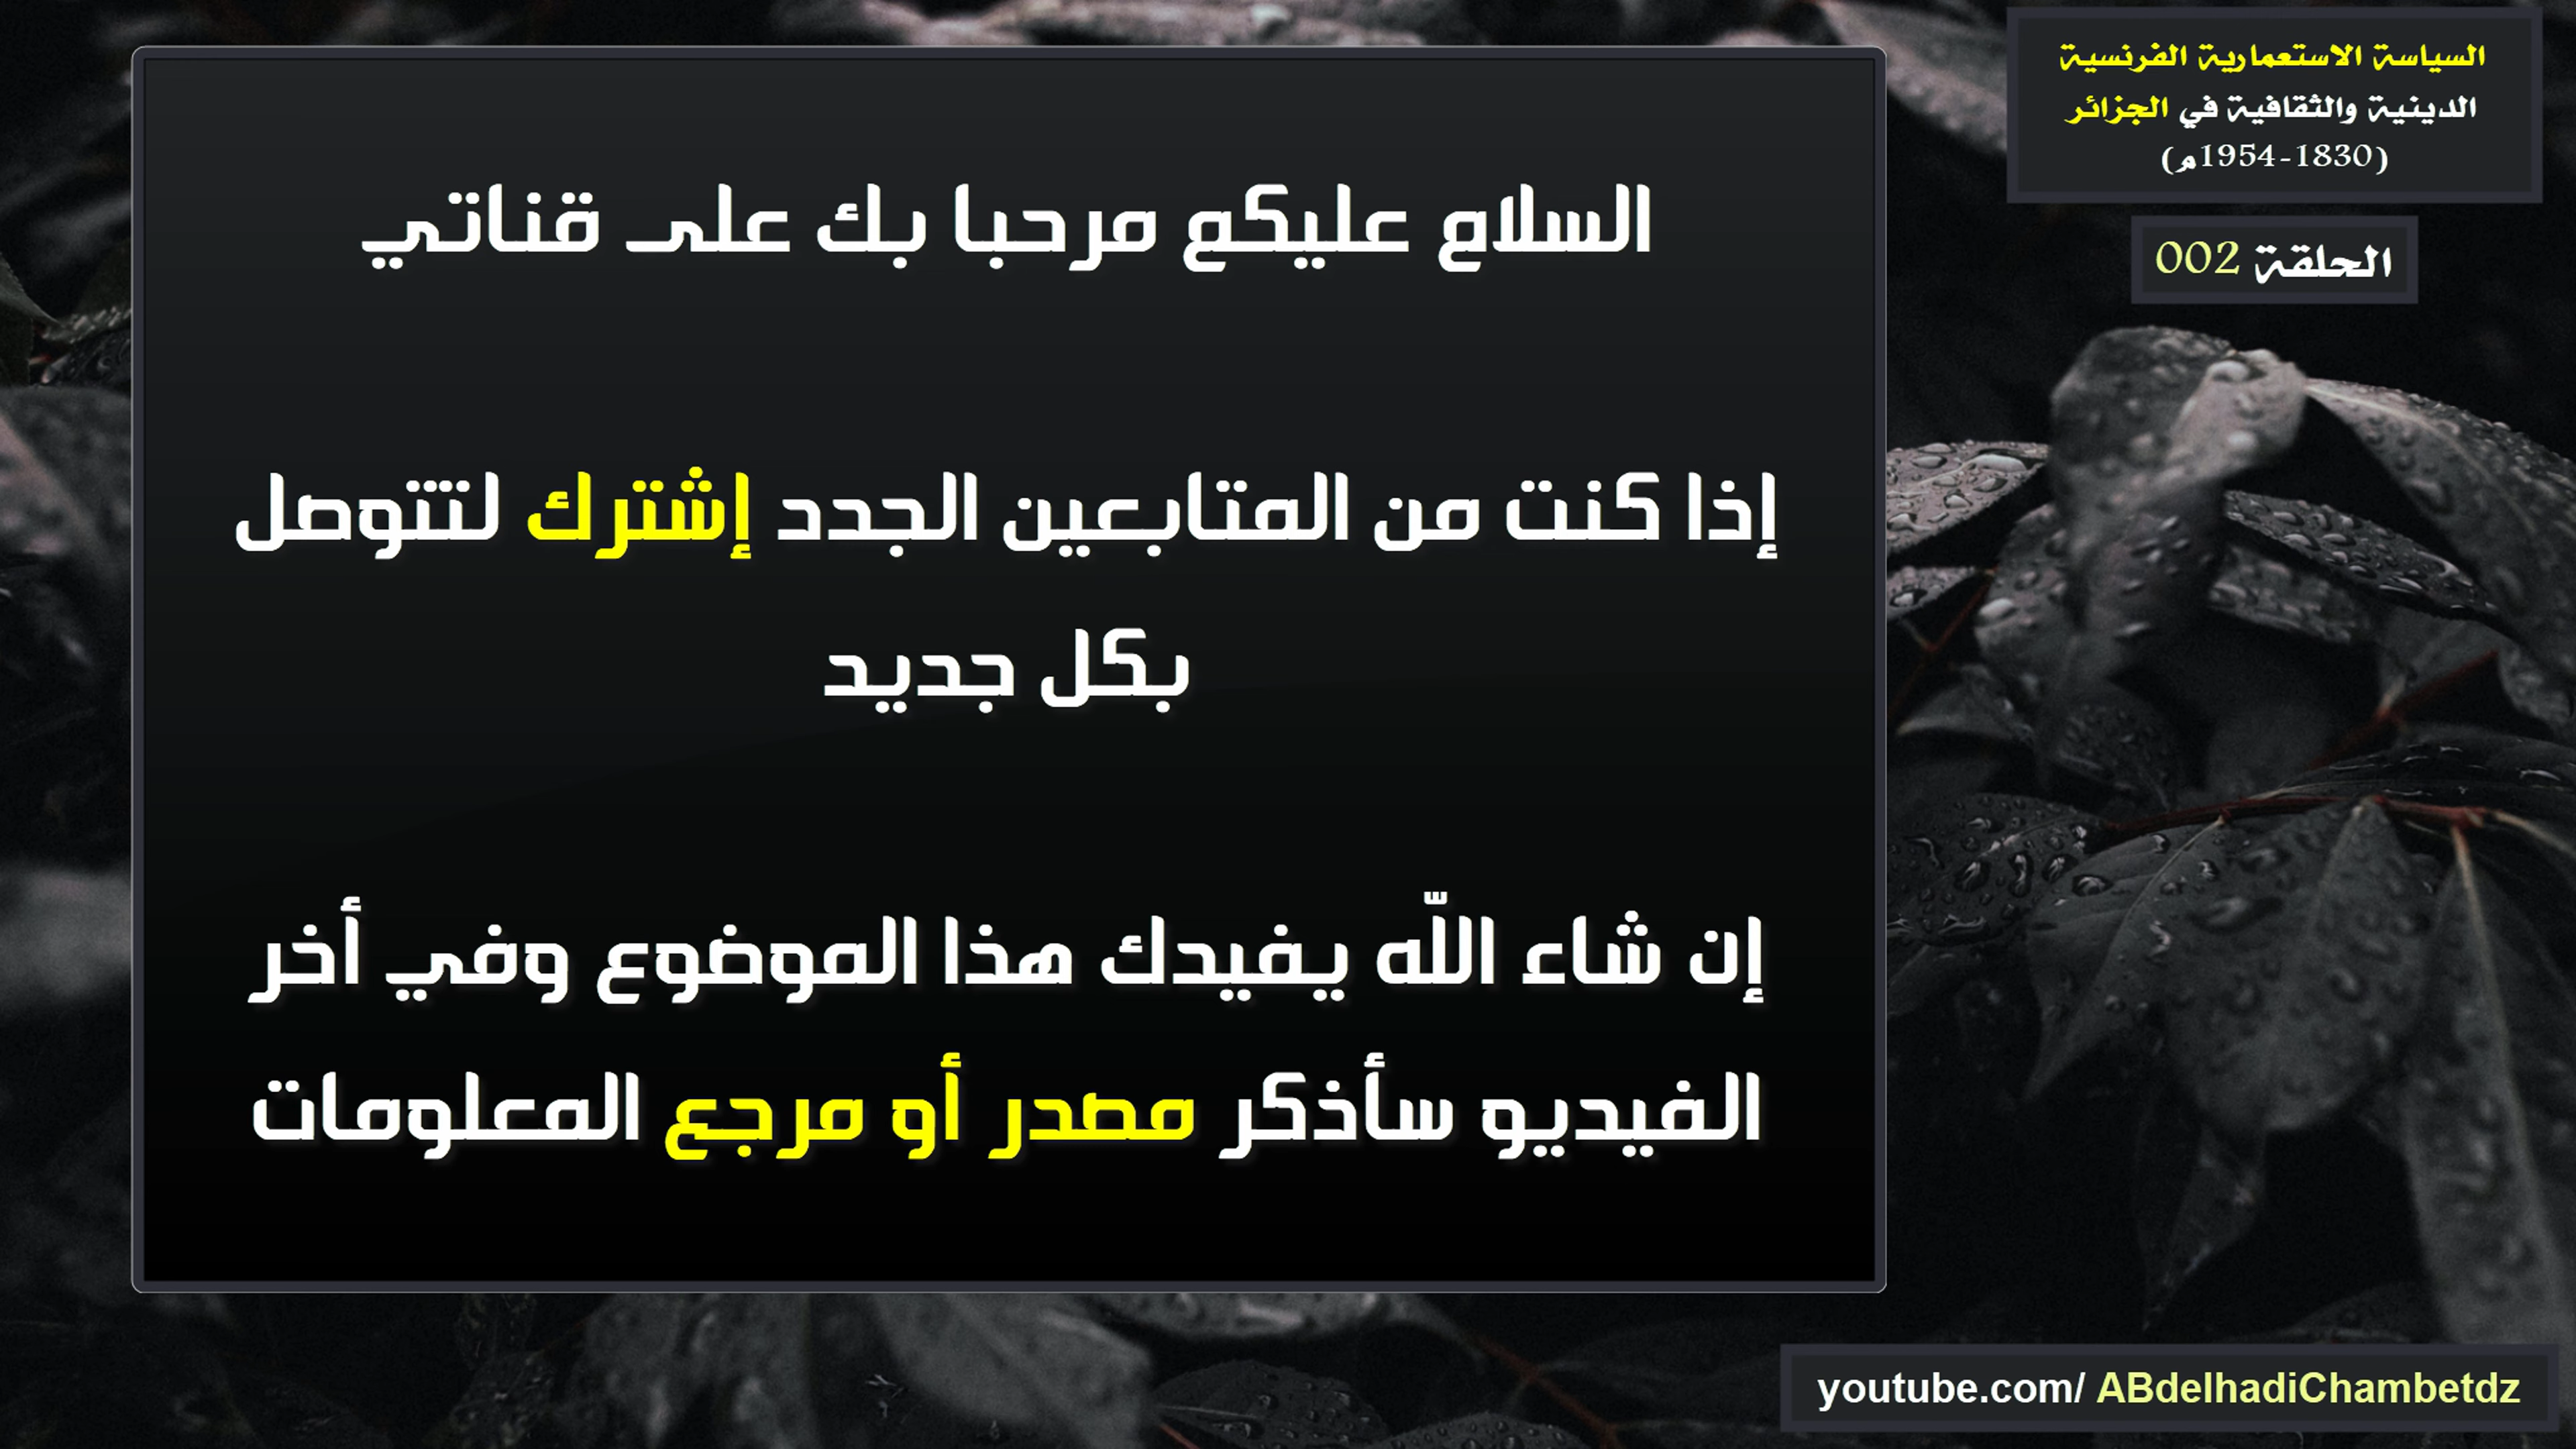 السياسة الاستعمارية الفرنسية
الدينية والثقافية في الجزائر
(1830-1954م)
الحلقة 002
السلام عليكم مرحبا بك على قناتي
إذا كنت من المتابعين الجدد إشترك لتتوصل
بكل جديد
إن شاء اللّه يفيدك هذا الموضوع وفي أخر
الفيديو سأذكر مصدر أو مرجع المعلومات
youtube.com/ ABdelhadiChambetdz